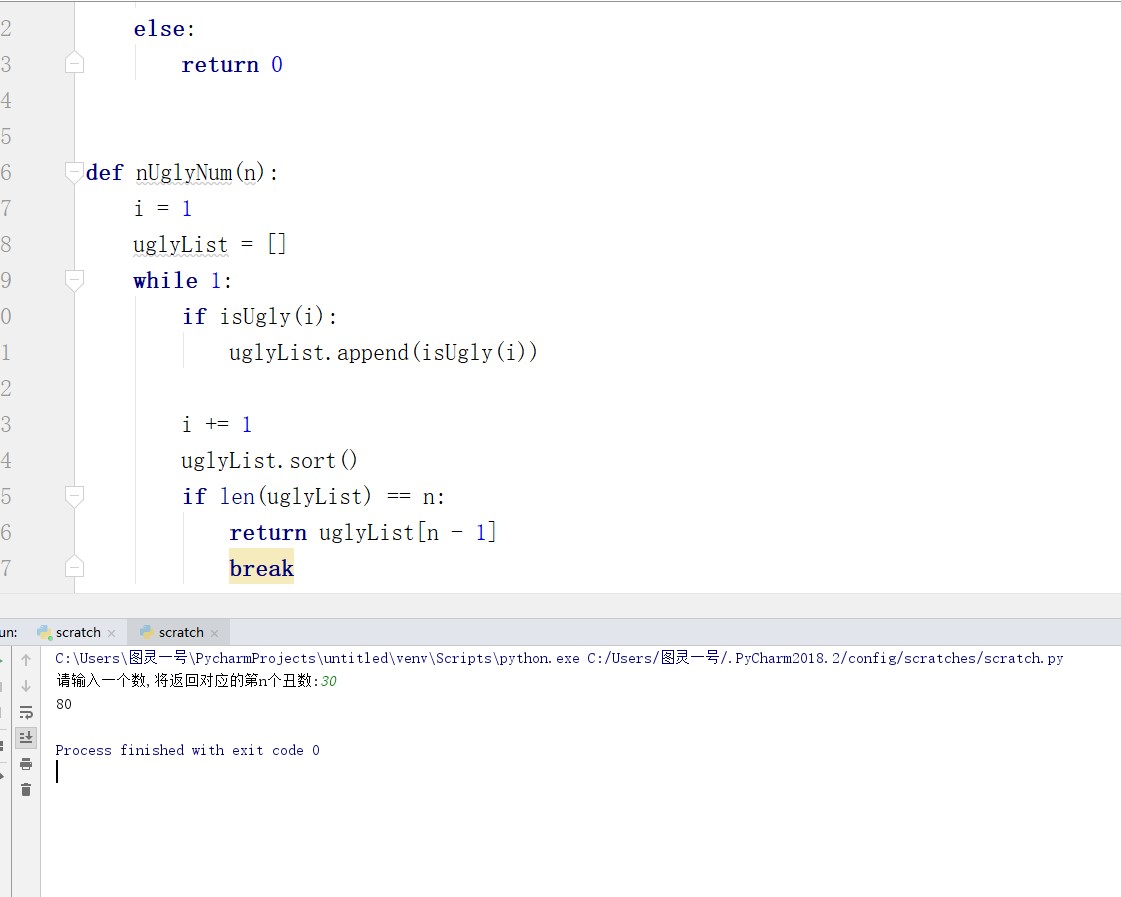 2 else:
3 return 0
4
5
6 def nUglyNum(n):
7 i = 1
8 uglyList = []
9 while 1:
0 if isUgly(i):
1 uglyList.append(isUgly(i))
2
3 i += 1
4 uglyList.sort()
5 if len(uglyList) == n:
6 return uglyList[n - 1]
7 break
un: scratch × scratch ×
C:\Users\图灵一号\PycharmProjects\untitled\venv\Scripts\python.exe C:/Users/图灵一号/.PyCharm2018.2/config/scratches/scratch.py
请输入一个数,将返回对应的第n个丑数:30
80
Process finished with exit code 0